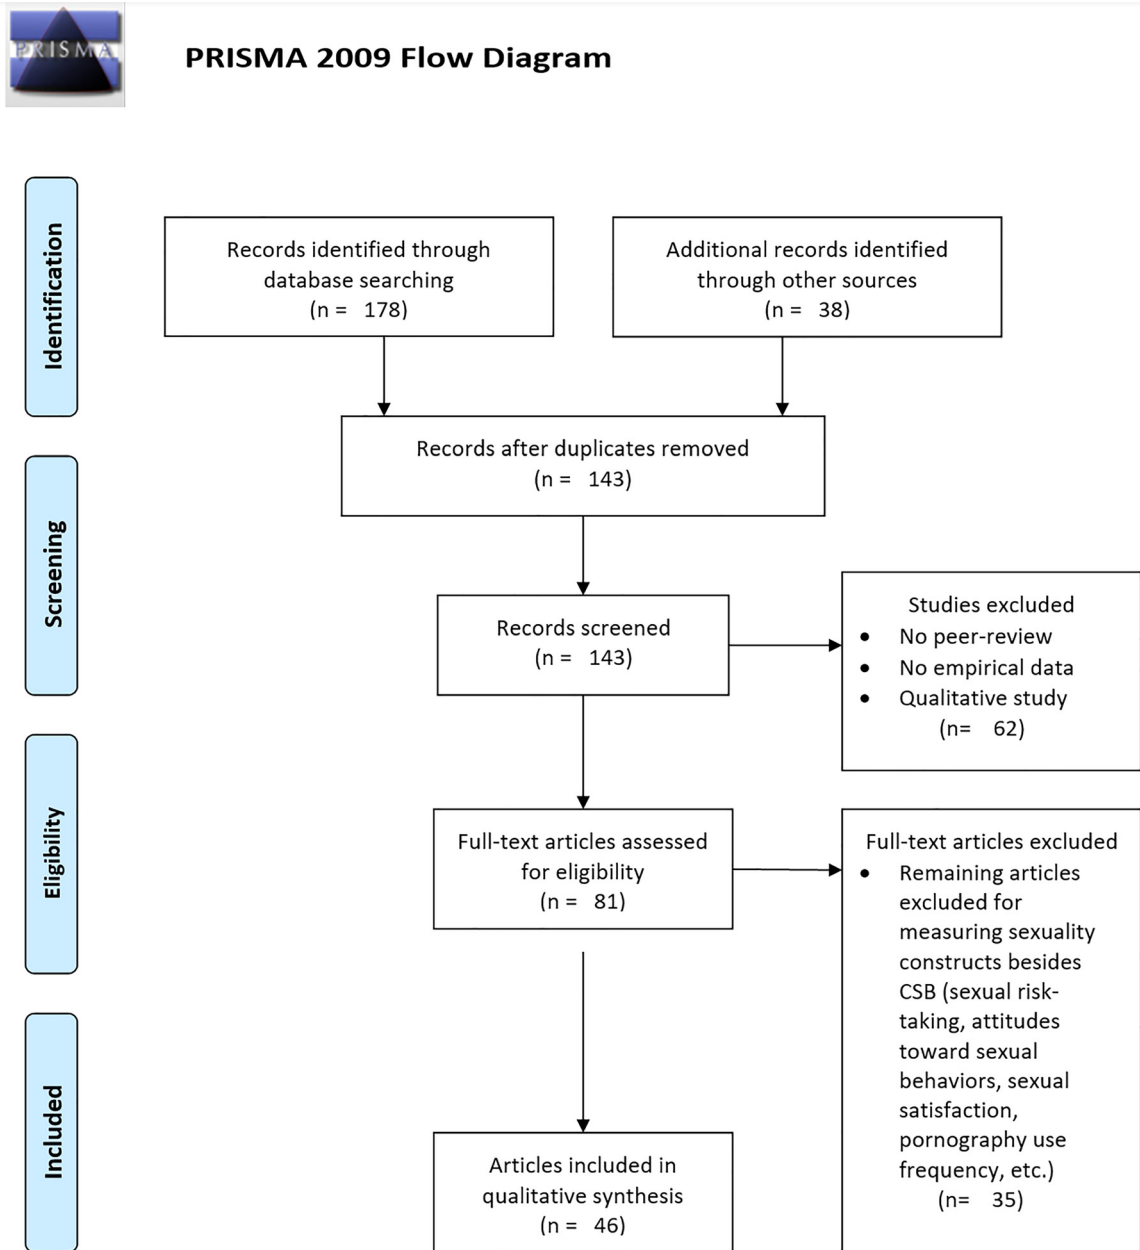 PRISMA
PRISMA 2009 Flow Diagram
Identification
Records identified through
database searching
(n = 178)
Additional records identified
through other sources
(n = 38)
Records after duplicates removed
(n = 143)
Screening
Records screened
(n = 143)
Studies excluded
• No peer-review
• No empirical data
• Qualitative study
(n= 62)
Eligibility
Full-text articles assessed
for eligibility
(n = 81)
Full-text articles excluded
• Remaining articles
excluded for
measuring sexuality
constructs besides
CSB (sexual risk-
taking, attitudes
toward sexual
behaviors, sexual
satisfaction,
pornography use
frequency, etc.)
(n= 35)
Included
Articles included in
qualitative synthesis
(n = 46)